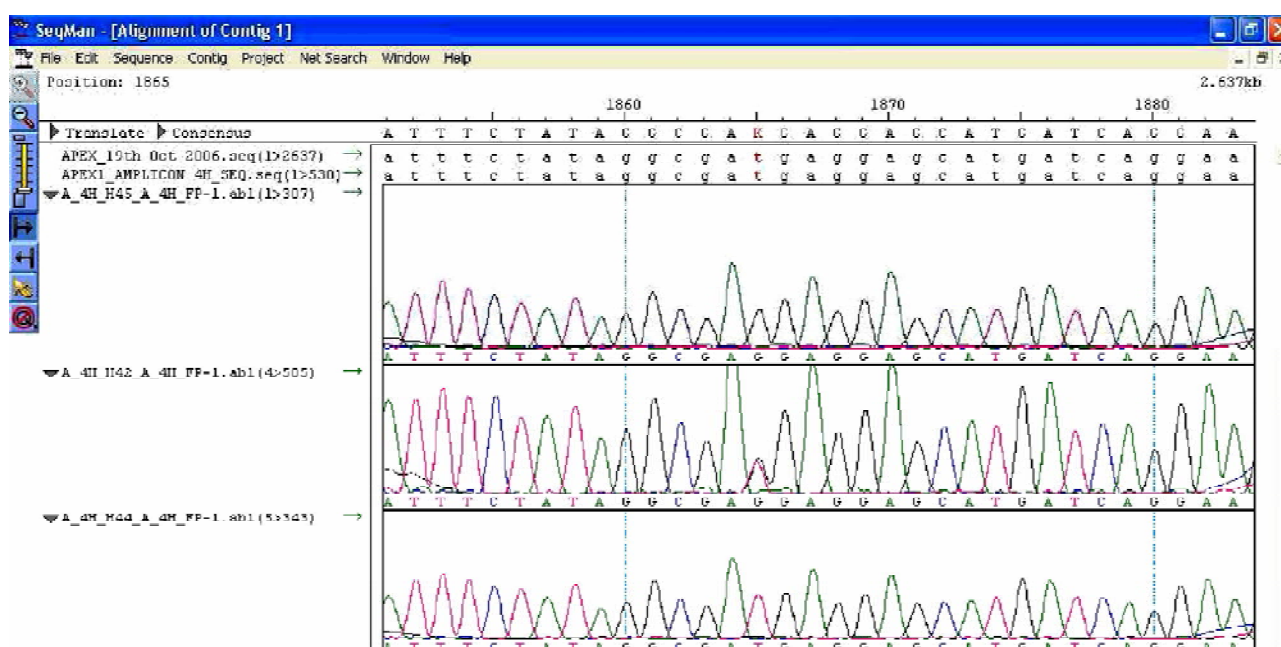 SeqMan - [Alignment of Contig 1]
File Edit Sequence Contig Project Net Search Window Help
Position: 1865
2.637kb
1860 1870 1880
Translate Consensus A T T T C T A T A G G C G A K G A G G A G C A T G A T C A G G A A
APEX_19th Oct 2006.seq(1>2637) a t t t c t a t a g g c g a t g a g g a g c a t g a t c a g g a a
APEX1_AMPLICON_4H_SEQ.seq(1>530) a t t t c t a t a g g c g a t g a g g a g c a t g a t c a g g a a
A_4H_H45_A_4H_FP-1.ab1(1>307)
A T T T C T A T A G G C G A G G A G G A G C A T G A T C A G G A A
A_4H_H42_A_4H_FP-1.ab1(4>505)
A T T T C T A T A G G C G A G G A G G A G C A T G A T C A G G A A
A_4H_H44_A_4H_FP-1.ab1(5>343)